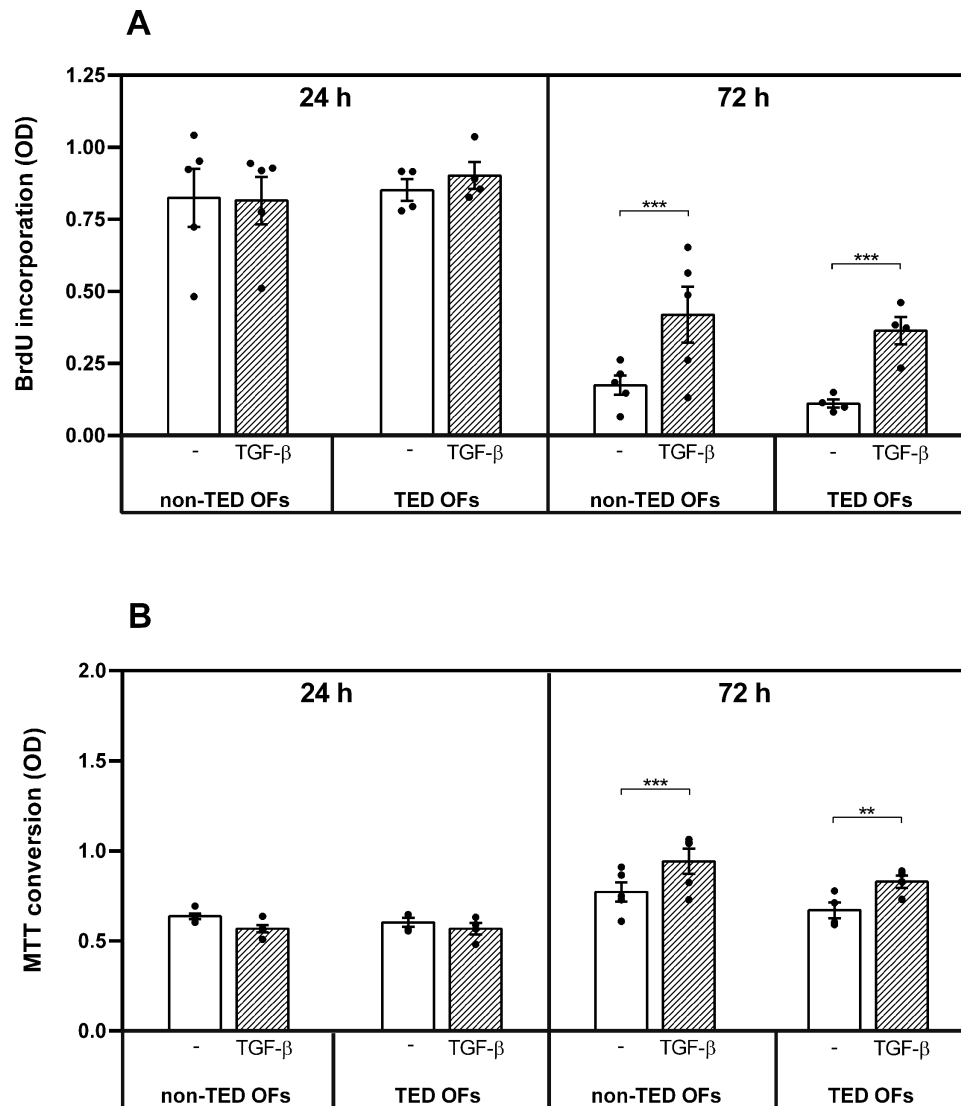 A
BrdU incorporation (OD)
1.25
1.00
0.75
0.50
0.25
0.00
24 h
72 h
***
***
- TGF-β - TGF-β - TGF-β - TGF-β
non-TED OFs TED OFs non-TED OFs TED OFs
B
MTT conversion (OD)
2.0
1.5
1.0
0.5
0.0
24 h
72 h
***
**
- TGF-β - TGF-β - TGF-β - TGF-β
non-TED OFs TED OFs non-TED OFs TED OFs